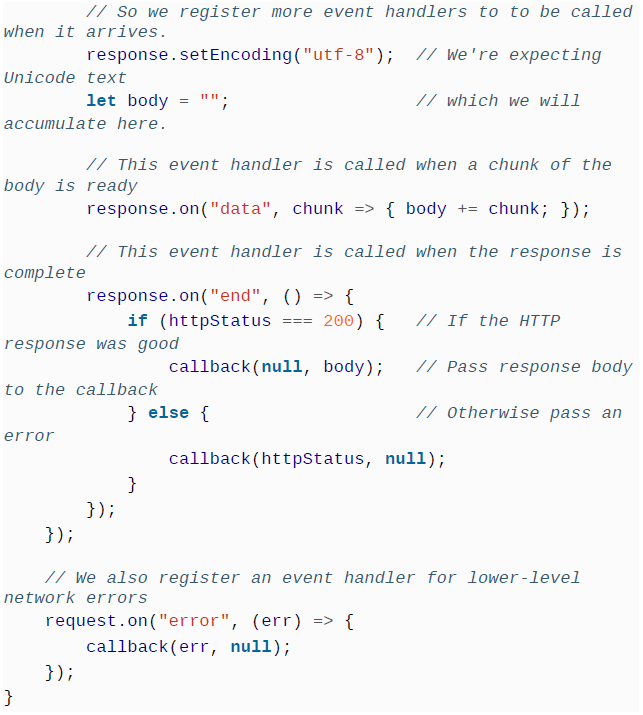 // So we register more event handlers to to be called
when it arrives.
        response.setEncoding("utf-8");  // We're expecting
Unicode text
        let body = "";                  // which we will
accumulate here.

        // This event handler is called when a chunk of the
body is ready
        response.on("data", chunk => { body += chunk; });

        // This event handler is called when the response is
complete
        response.on("end", () => {
            if (httpStatus === 200) {   // If the HTTP
response was good
                callback(null, body);   // Pass response body
to the callback
            } else {                    // Otherwise pass an
error
                callback(httpStatus, null);
            }
        });
    });

    // We also register an event handler for lower-level
network errors
    request.on("error", (err) => {
        callback(err, null);
    });
}